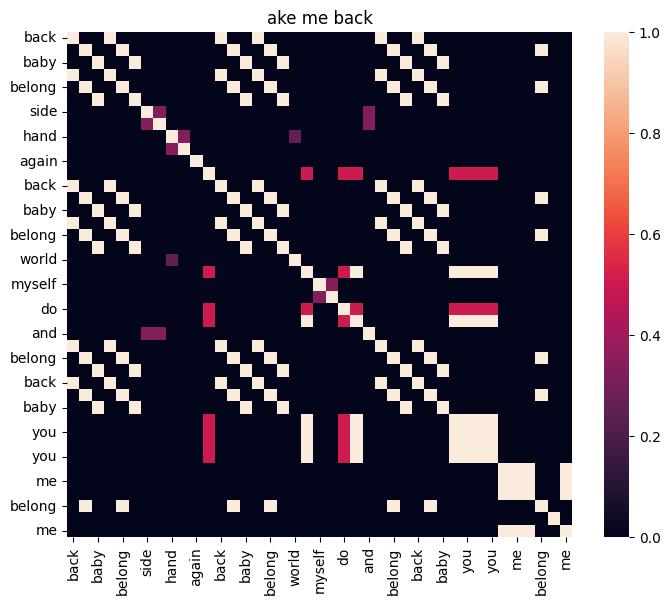 ake me back
back
baby
belong
side
hand
again
back
baby
belong
world
myself
do
and
belong
back
baby
you
you
me
belong
me
1.0
0.8
0.6
0.4
0.2
0.0
back
baby
belong
side
hand
again
back
baby
belong
world
myself
do
and
belong
back
baby
you
you
me
belong
me